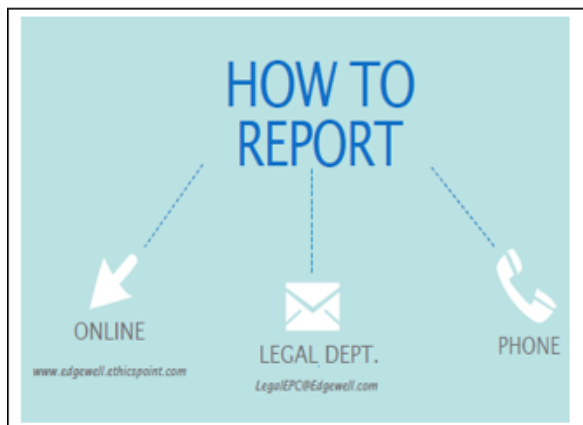 HOW TO
REPORT
ONLINE
www.edgewell.ethicspoint.com
LEGAL DEPT.
LegalEPC@Edgewell.com
PHONE